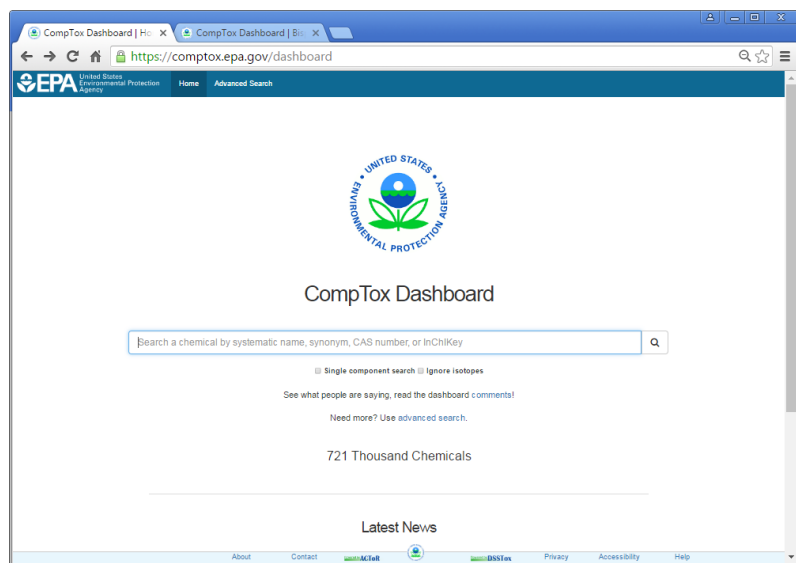 CompTox Dashboard | Ho
CompTox Dashboard | Bis
https://comptox.epa.gov/dashboard
EPA United States Environmental Protection Agency
Home
Advanced Search
UNITED STATES
ENVIRONMENTAL PROTECTION AGENCY
CompTox Dashboard
Search a chemical by systematic name, synonym, CAS number, or InChIKey
Single component search Ignore isotopes
See what people are saying, read the dashboard comments!
Need more? Use advanced search.
721 Thousand Chemicals
Latest News
About Contact ACToR DSSTox Privacy Accessibility Help